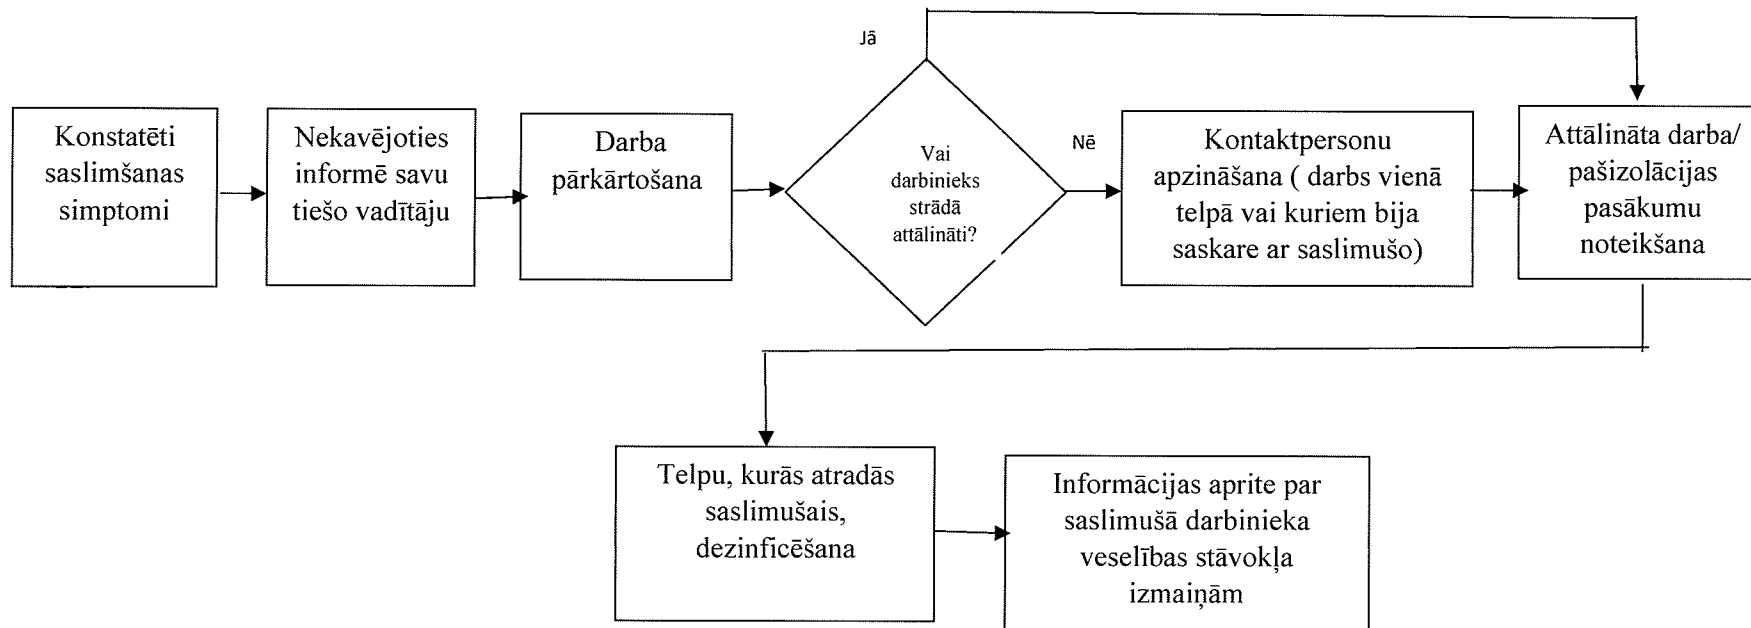 Konstatēti
saslimšanas
simptomi
Nekavējoties
informē savu
tiešo vadītāju
Darba
pārkārtošana
Vai
darbinieks
strādā
attālināti?
Jā
Nē
Kontaktpersonu
apzināšana ( darbs vienā
telpā vai kuriem bija
saskare ar saslimušo)
Attālināta darba/
pašizolācijas
pasākumu
noteikšana
Telpu, kurās atradās
saslimušais,
dezinficēšana
Informācijas aprite par
saslimušā darbinieka
veselības stāvokļa
izmaiņām